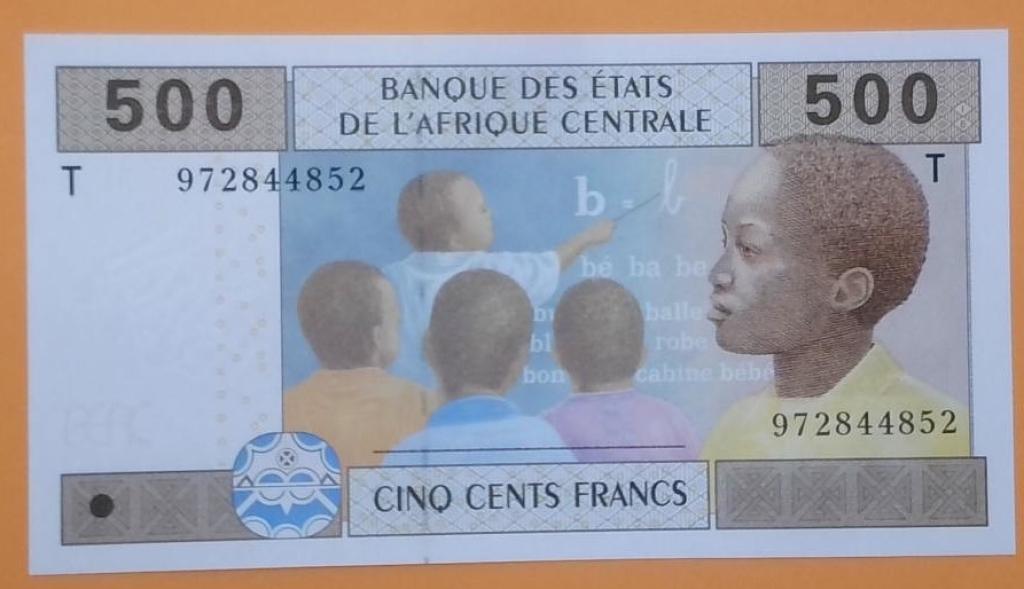 500
BANQUE DES ÉTATS
DE L'AFRIQUE CENTRALE
500
T
972844852
T
b = b
bé ba be
balle
robe
bon
cabine bébé
972844852
CINQ CENTS FRANCS